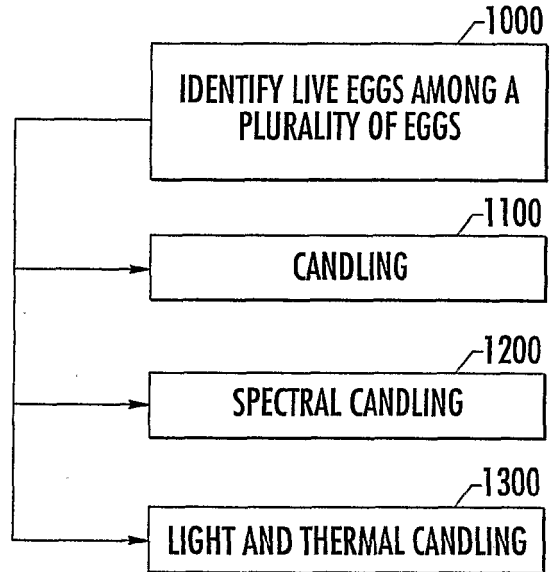 1000
IDENTIFY LIVE EGGS AMONG A
PLURALITY OF EGGS
1100
CANDLING
1200
SPECTRAL CANDLING
1300
LIGHT AND THERMAL CANDLING